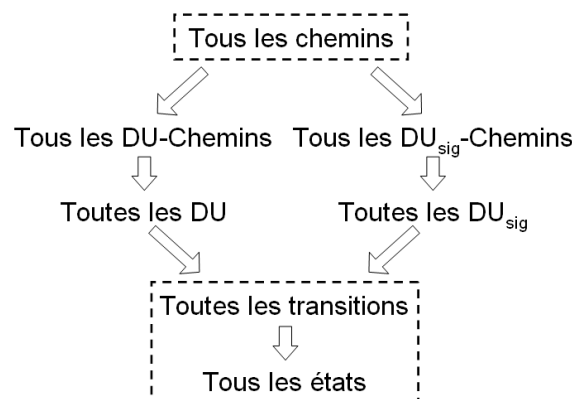 Tous les chemins
Tous les DU-Chemins
Tous les DUsig-Chemins
Toutes les DU
Toutes les DUsig
Toutes les transitions
Tous les états